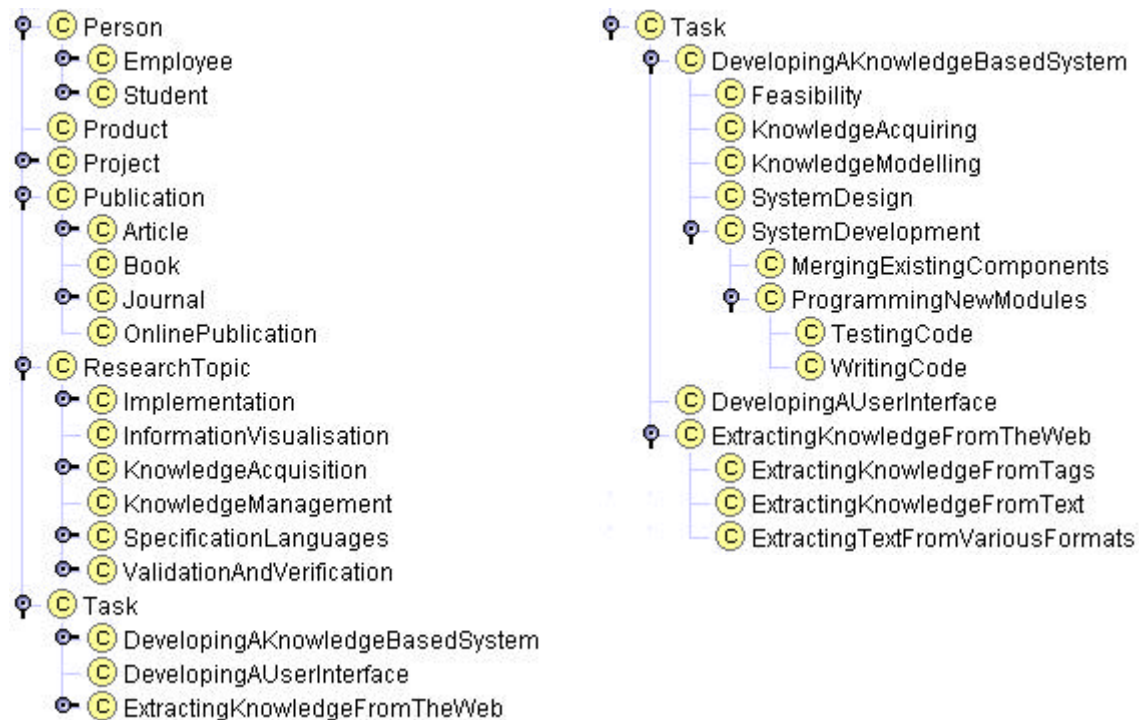 Person
Employee
Student
Product
Project
Publication
Article
Book
Journal
OnlinePublication
ResearchTopic
Implementation
InformationVisualisation
KnowledgeAcquisition
KnowledgeManagement
SpecificationLanguages
ValidationAndVerification
Task
DevelopingAKnowledgeBasedSystem
DevelopingAUserInterface
ExtractingKnowledgeFromTheWeb
Task
DevelopingAKnowledgeBasedSystem
Feasibility
KnowledgeAcquiring
KnowledgeModelling
SystemDesign
SystemDevelopment
MergingExistingComponents
ProgrammingNewModules
TestingCode
WritingCode
DevelopingAUserInterface
ExtractingKnowledgeFromTheWeb
ExtractingKnowledgeFromTags
ExtractingKnowledgeFromText
ExtractingTextFromVariousFormats